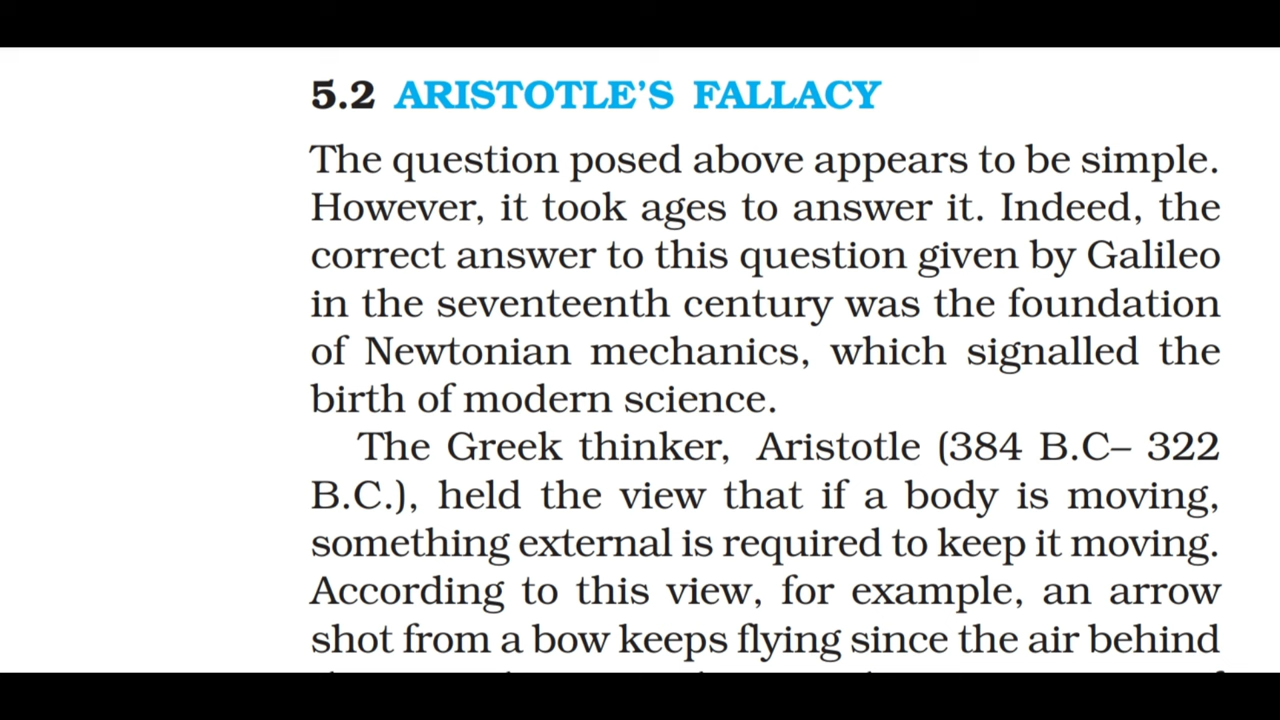 5.2 ARISTOTLE’S FALLACY
The question posed above appears to be simple.
However, it took ages to answer it. Indeed, the
correct answer to this question given by Galileo
in the seventeenth century was the foundation
of Newtonian mechanics, which signalled the
birth of modern science.
The Greek thinker, Aristotle (384 B.C– 322
B.C.), held the view that if a body is moving,
something external is required to keep it moving.
According to this view, for example, an arrow
shot from a bow keeps flying since the air behind